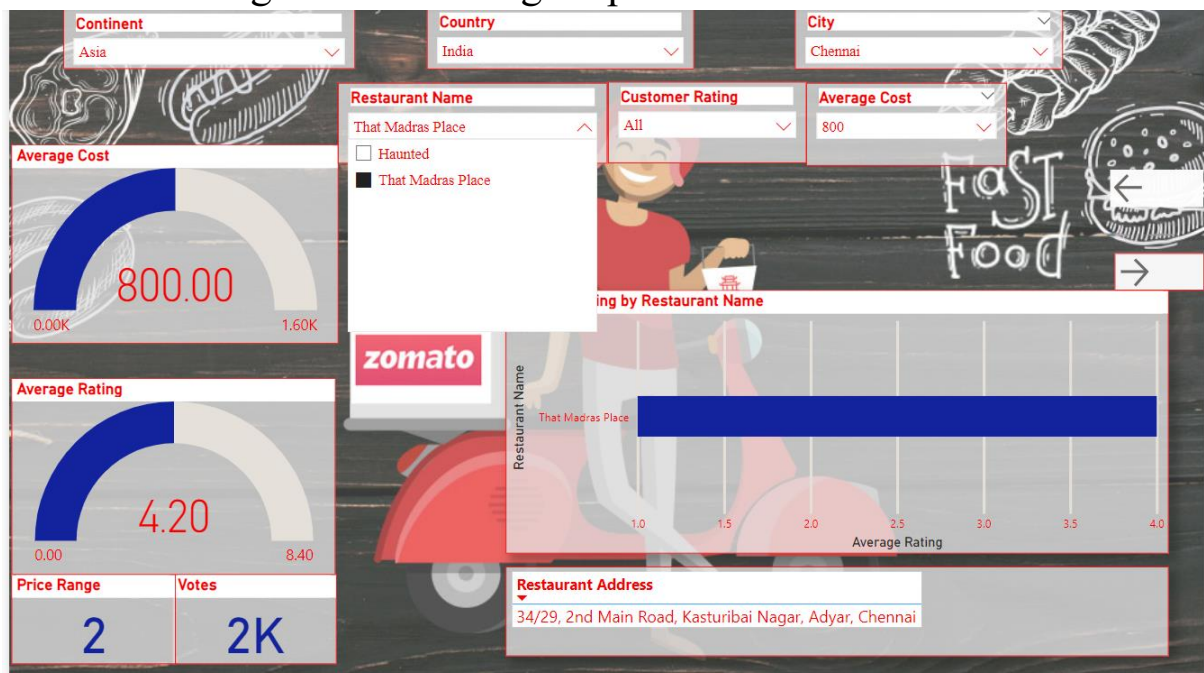 Continent
Asia
Country
India
City
Chennai
Restaurant Name
That Madras Place
Haunted
That Madras Place
Customer Rating
All
Average Cost
800
FaST
Food
Average Cost
800.00
0.00K
1.60K
ing by Restaurant Name
zomato
Restaurant Name
That Madras Place
1.0 1.5 2.0 2.5 3.0 3.5 4.0
Average Rating
Average Rating
4.20
0.00
8.40
Price Range
2
Votes
2K
Restaurant Address
34/29, 2nd Main Road, Kasturibai Nagar, Adyar, Chennai